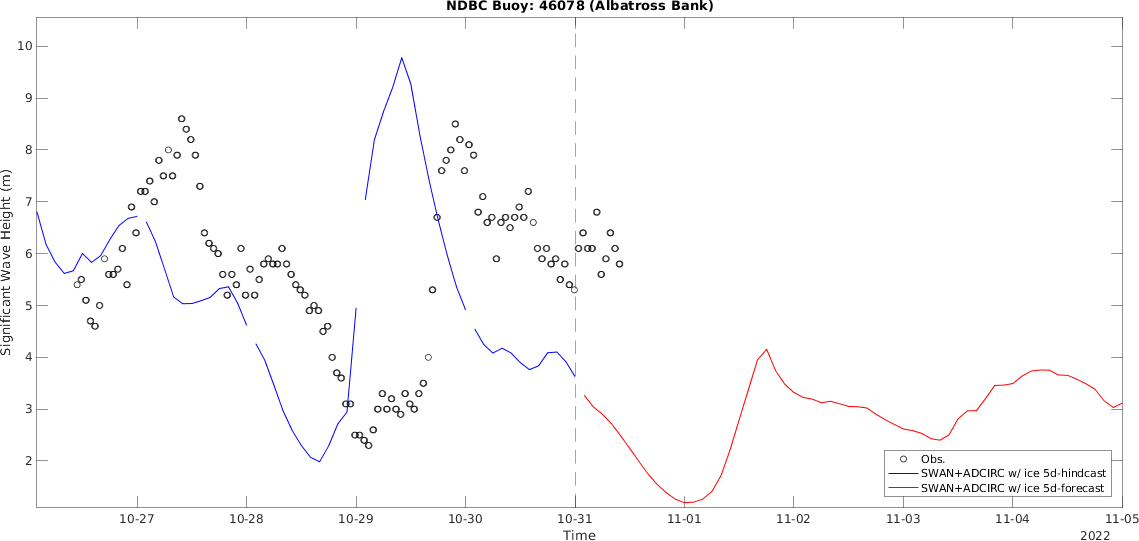 NDBC Buoy: 46078 (Albatross Bank)
Significant Wave Height (m)
10
9
8
7
6
5
4
3
2
Obs.
SWAN+ADCIRC w/ ice 5d-hindcast
SWAN+ADCIRC w/ ice 5d-forecast
10-27 10-28 10-29 10-30 10-31 11-01 11-02 11-03 11-04 11-05
Time 2022